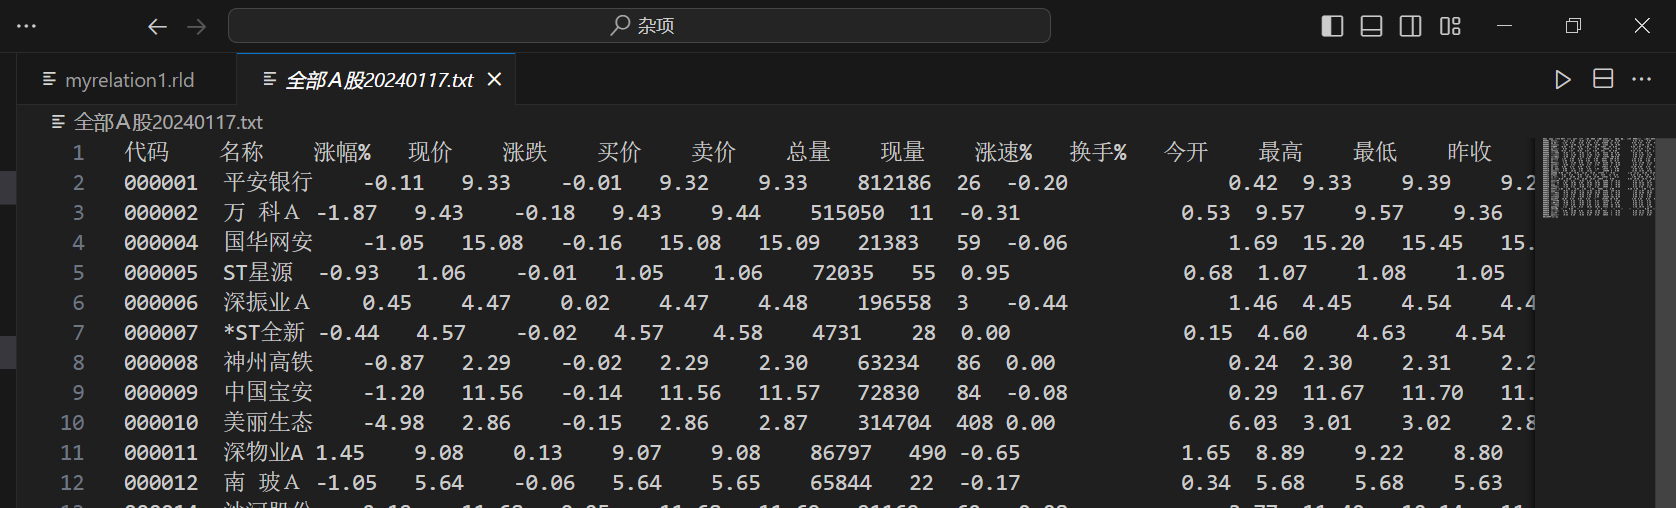 杂项
myrelation1.rld
全部A股20240117.txt
全部A股20240117.txt
1 代码 名称 涨幅% 现价 涨跌 买价 卖价 总量 现量 涨速% 换手% 今开 最高 最低 昨收
2 000001 平安银行 -0.11 9.33 -0.01 9.32 9.33 812186 26 -0.20 0.42 9.33 9.39 9.2
3 000002 万 科A -1.87 9.43 -0.18 9.43 9.44 515050 11 -0.31 0.53 9.57 9.57 9.36
4 000004 国华网安 -1.05 15.08 -0.16 15.08 15.09 21383 59 -0.06 1.69 15.20 15.45 15.
5 000005 ST星源 -0.93 1.06 -0.01 1.05 1.06 72035 55 0.95 0.68 1.07 1.08 1.05
6 000006 深振业A 0.45 4.47 0.02 4.47 4.48 196558 3 -0.44 1.46 4.45 4.54 4.4
7 000007 *ST全新 -0.44 4.57 -0.02 4.57 4.58 4731 28 0.00 0.15 4.60 4.63 4.54
8 000008 神州高铁 -0.87 2.29 -0.02 2.29 2.30 63234 86 0.00 0.24 2.30 2.31 2.2
9 000009 中国宝安 -1.20 11.56 -0.14 11.56 11.57 72830 84 -0.08 0.29 11.67 11.70 11.
10 000010 美丽生态 -4.98 2.86 -0.15 2.86 2.87 314704 408 0.00 6.03 3.01 3.02 2.8
11 000011 深物业A 1.45 9.08 0.13 9.07 9.08 86797 490 -0.65 1.65 8.89 9.22 8.80
12 000012 南 玻A -1.05 5.64 -0.06 5.64 5.65 65844 22 -0.17 0.34 5.68 5.68 5.63